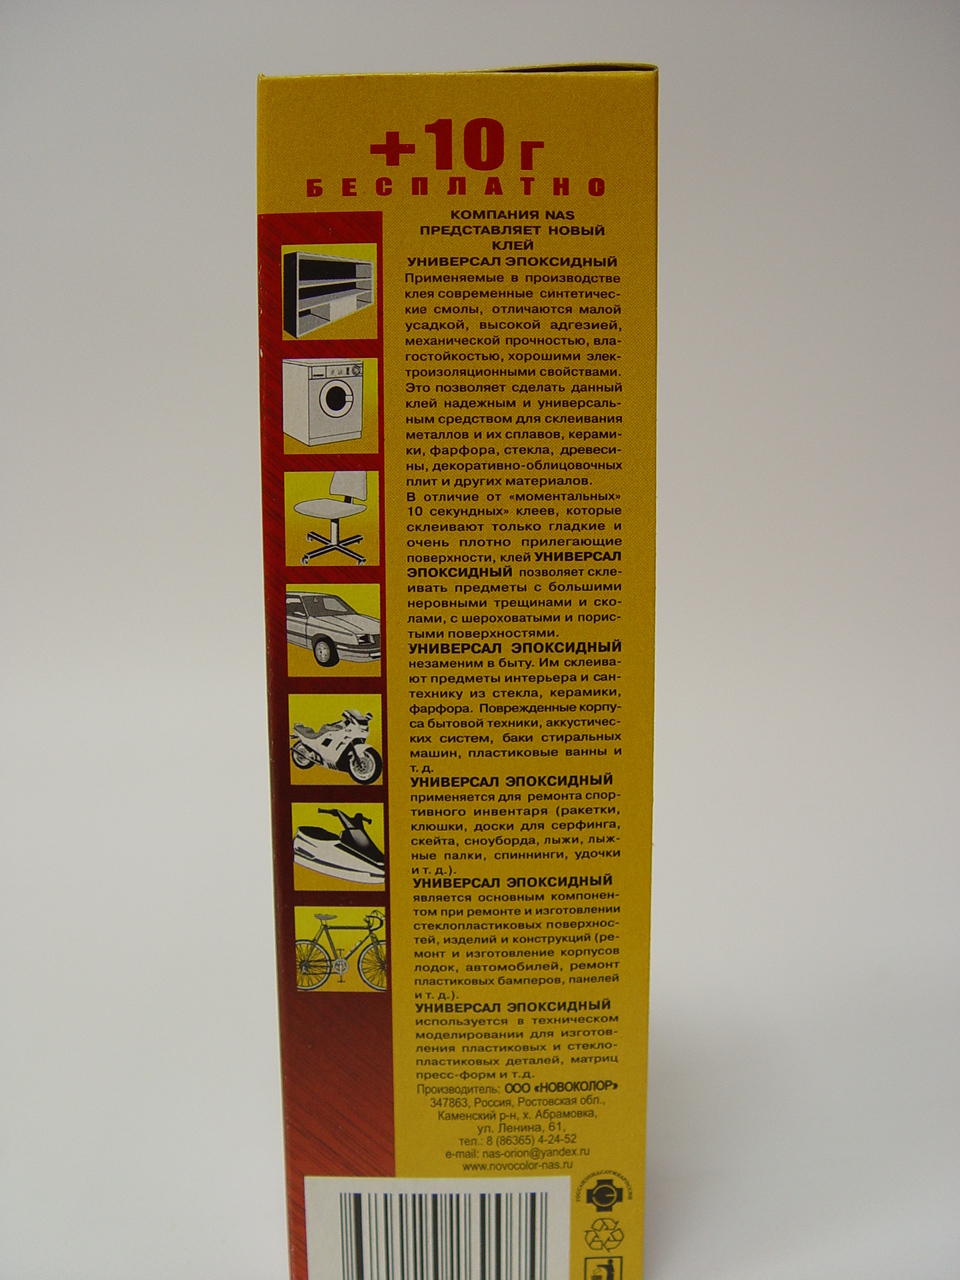 +10 г
БЕСПЛАТНО
КОМПАНИЯ NAS
ПРЕДСТАВЛЯЕТ НОВЫЙ
КЛЕЙ
УНИВЕРСАЛ ЭПОКСИДНЫЙ
Применяемые в производстве
клея современные синтетичес-
кие смолы, отличаются малой
усадкой, высокой адгезией,
механической прочностью, вла-
гостойкостью, хорошими элек-
троизоляционными свойствами.
Это позволяет сделать данный
клей надежным и универсаль-
ным средством для склеивания
металлов и их сплавов, керами-
ки, фарфора, стекла, древеси-
ны, декоративно-облицовочных
плит и других материалов.
В отличие от «моментальных»
10 секундных» клеев, которые
склеивают только гладкие и
очень плотно прилегающие
поверхности, клей УНИВЕРСАЛ
ЭПОКСИДНЫЙ позволяет скле-
ивать предметы с большими
неровными трещинами и ско-
лами, с шероховатыми и порис-
тыми поверхностями.
УНИВЕРСАЛ ЭПОКСИДНЫЙ
незаменим в быту. Им склеива-
ют предметы интерьера и сан-
технику из стекла, керамики,
фарфора. Поврежденные корпу-
са бытовой техники, аккустичес-
ких систем, баки стиральных
машин, пластиковые ванны и
т. д.
УНИВЕРСАЛ ЭПОКСИДНЫЙ
применяется для ремонта спор-
тивного инвентаря (ракетки,
клюшки, доски для серфинга,
скейта, сноуборда, лыжи, лыж-
ные палки, спиннинги, удочки
и т. д.).
УНИВЕРСАЛ ЭПОКСИДНЫЙ
является основным компонен-
том при ремонте и изготовлении
стеклопластиковых поверхнос-
тей, изделий и конструкций (ре-
монт и изготовление корпусов
лодок, автомобилей, ремонт
пластиковых бамперов, панелей
и т. д.).
УНИВЕРСАЛ ЭПОКСИДНЫЙ
используется в техническом
моделировании для изготов-
ления пластиковых и стекло-
пластиковых деталей, матриц
пресс-форм и т.д.
Производитель: ООО «НОВОКОЛОР»
347863, Россия, Ростовская обл.,
Каменский р-н, х. Абрамовка,
ул. Ленина, 61,
тел.: 8 (86365) 4-24-52
e-mail: nas-orion@yandex.ru
www.novocolor-nas.ru